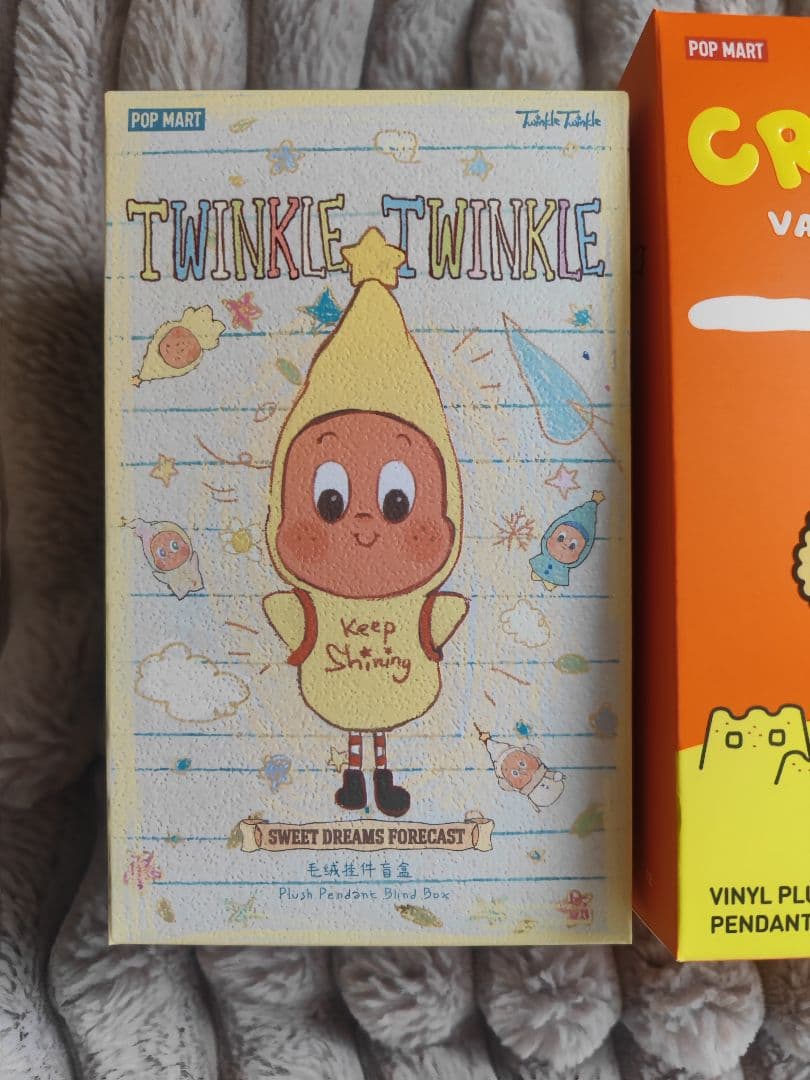 POP MART
Twinkle Twinkle
TWINKLE TWINKLE
Keep
Shining
SWEET DREAMS FORECAST
毛绒挂件盲盒
Plush Pendant Blind Box
POP MART
CR
VA
VINYL PLU
PENDANT